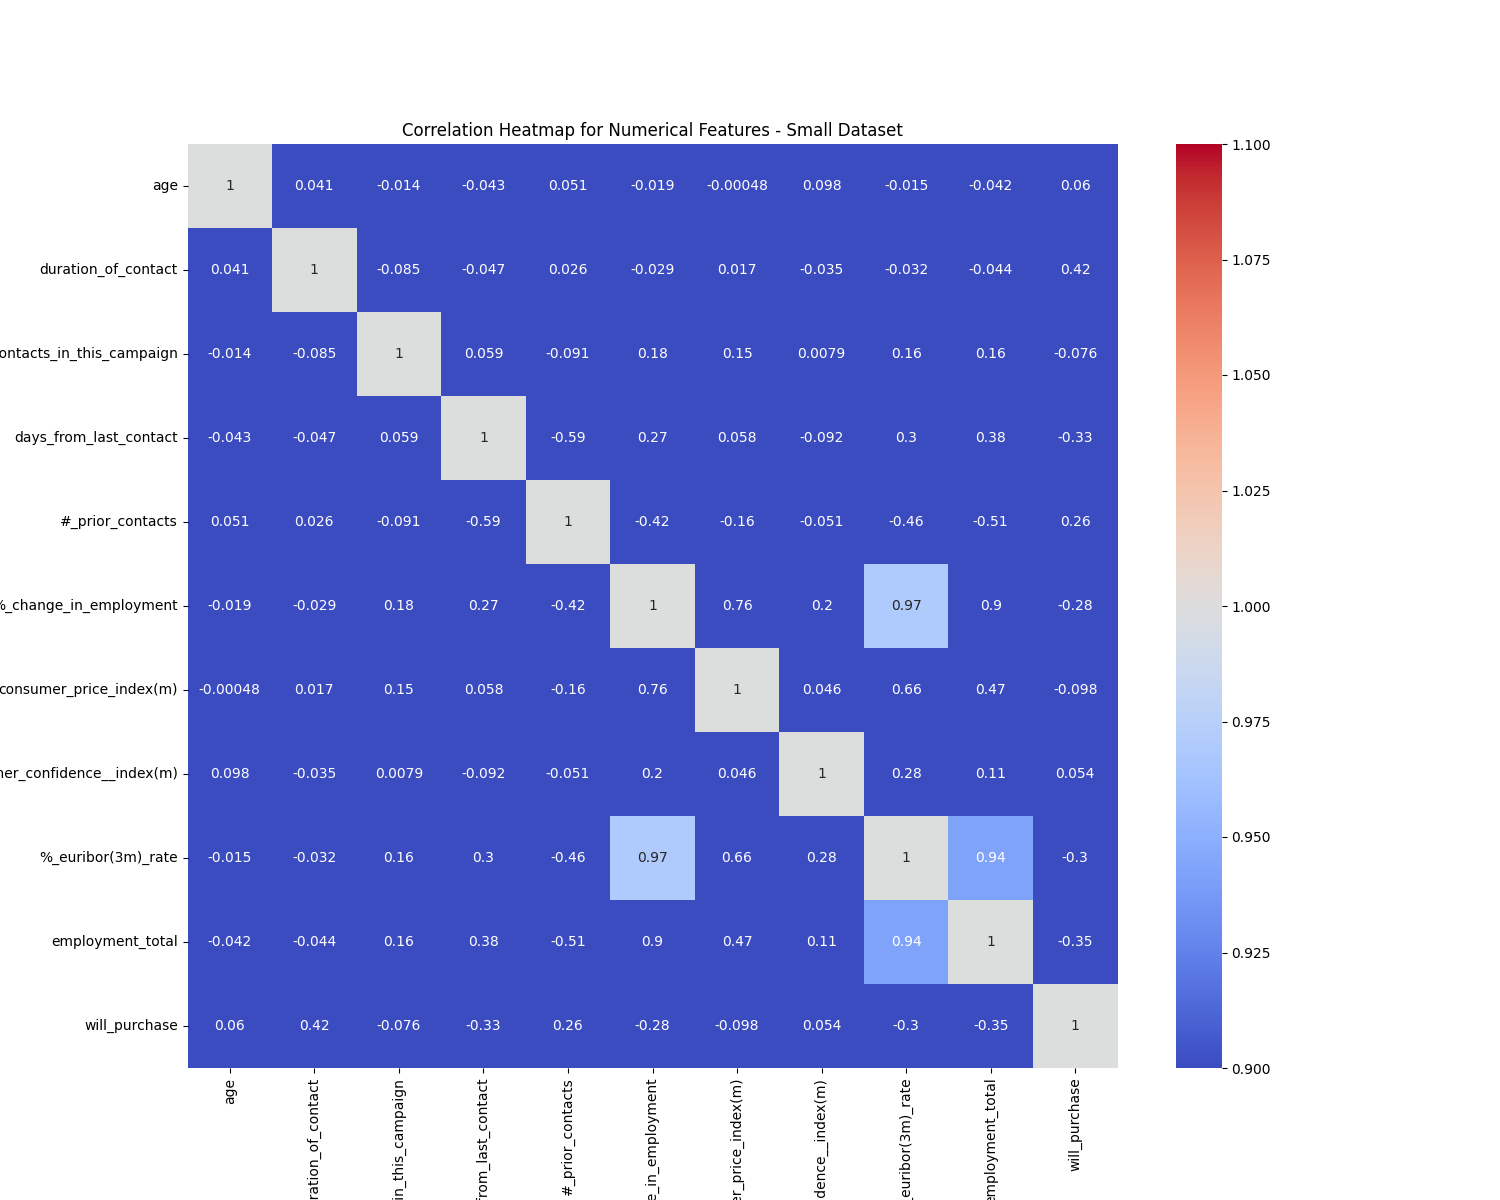 Correlation Heatmap for Numerical Features - Small Dataset
age 1 0.041 -0.014 -0.043 0.051 -0.019 -0.00048 0.098 -0.015 -0.042 0.06
duration_of_contact 0.041 1 -0.085 -0.047 0.026 -0.029 0.017 -0.035 -0.032 -0.044 0.42
ontacts_in_this_campaign -0.014 -0.085 1 0.059 -0.091 0.18 0.15 0.0079 0.16 0.16 -0.076
days_from_last_contact -0.043 -0.047 0.059 1 -0.59 0.27 0.058 -0.092 0.3 0.38 -0.33
#_prior_contacts 0.051 0.026 -0.091 -0.59 1 -0.42 -0.16 -0.051 -0.46 -0.51 0.26
%_change_in_employment -0.019 -0.029 0.18 0.27 -0.42 1 0.76 0.2 0.97 0.9 -0.28
consumer_price_index(m) -0.00048 0.017 0.15 0.058 -0.16 0.76 1 0.046 0.66 0.47 -0.098
ner_confidence__index(m) 0.098 -0.035 0.0079 -0.092 -0.051 0.2 0.046 1 0.28 0.11 0.054
%_euribor(3m)_rate -0.015 -0.032 0.16 0.3 -0.46 0.97 0.66 0.28 1 0.94 -0.3
employment_total -0.042 -0.044 0.16 0.38 -0.51 0.9 0.47 0.11 0.94 1 -0.35
will_purchase 0.06 0.42 -0.076 -0.33 0.26 -0.28 -0.098 0.054 -0.3 -0.35 1
age
ration_of_contact
in_this_campaign
from_last_contact
#_prior_contacts
e_in_employment
er_price_index(m)
dence__index(m)
_euribor(3m)_rate
employment_total
will_purchase
1.100
1.075
1.050
1.025
1.000
0.975
0.950
0.925
0.900